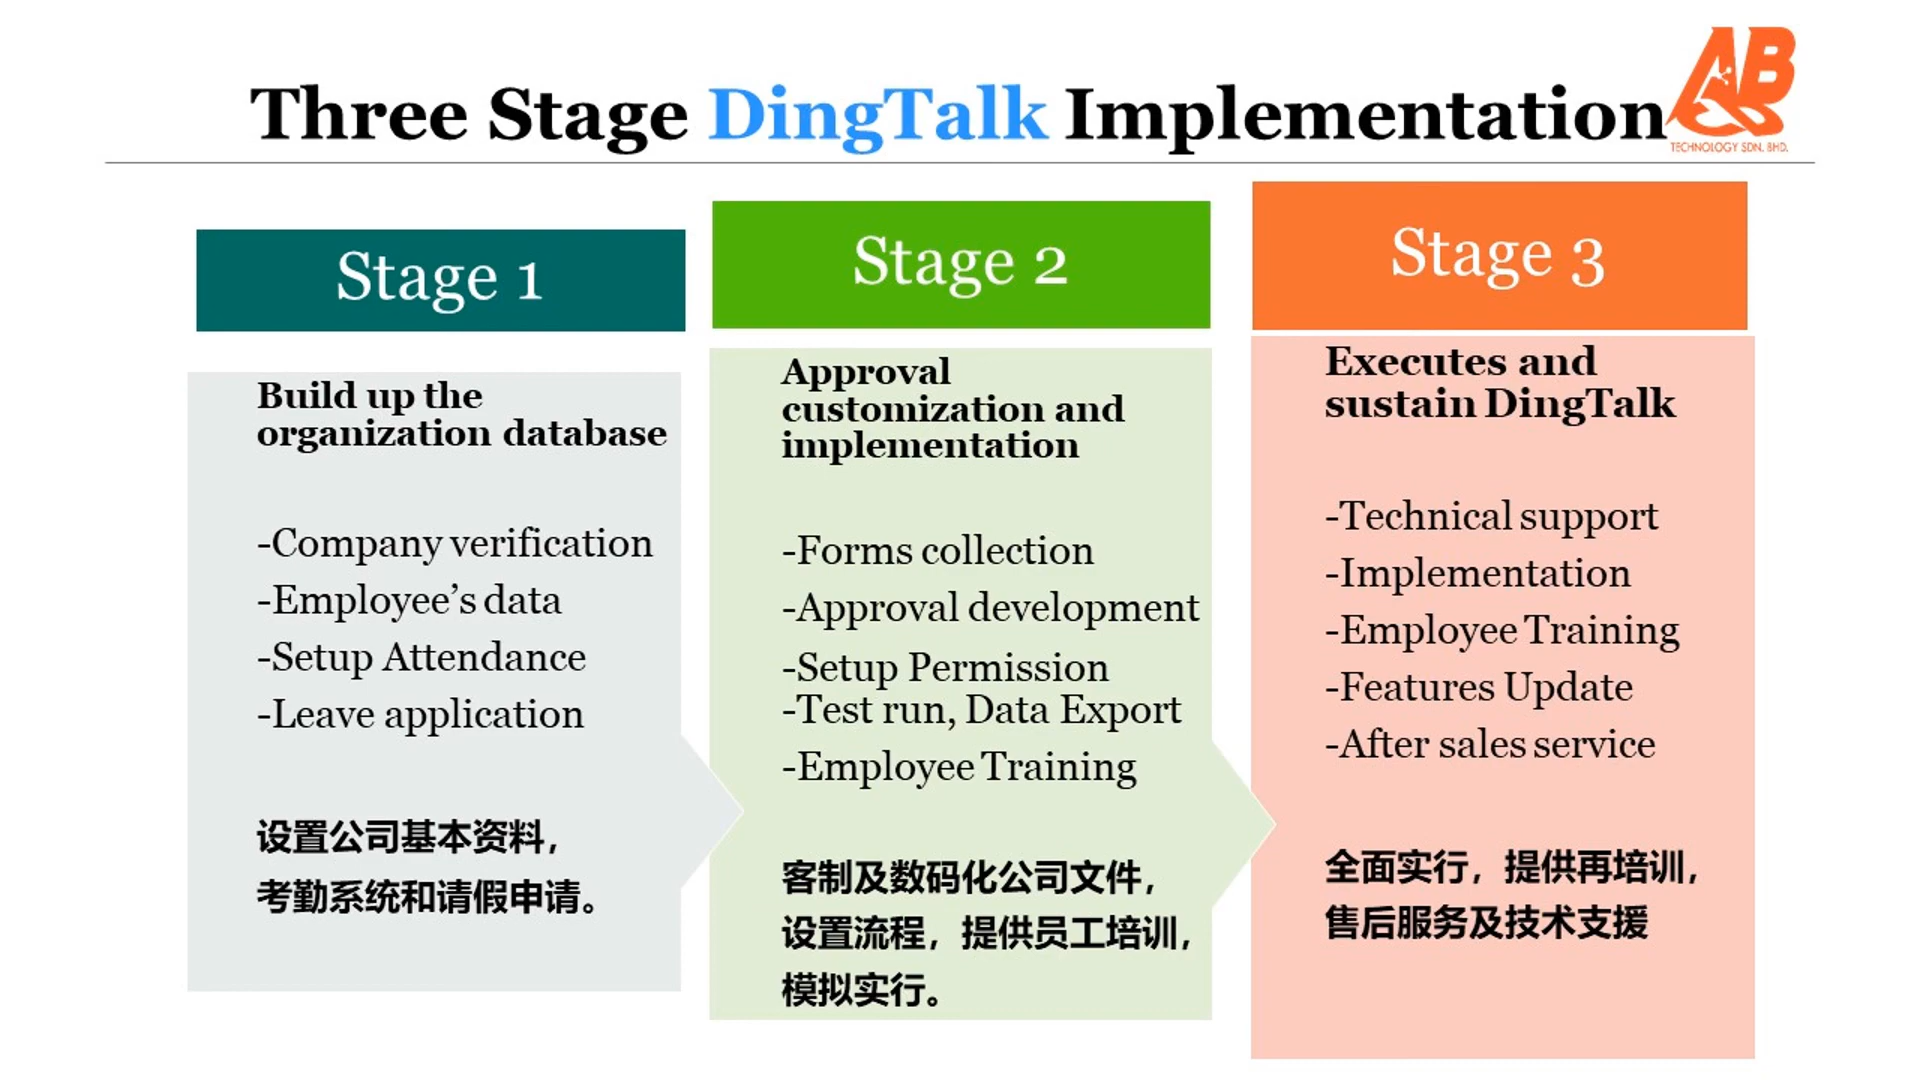 Three Stage DingTalk Implementation
AB
TECHNOLOGY SDN. BHD.
Stage 1
Build up the
organization database
-Company verification
-Employee’s data
-Setup Attendance
-Leave application
设置公司基本资料，
考勤系统和请假申请。
Stage 2
Approval
customization and
implementation
-Forms collection
-Approval development
-Setup Permission
-Test run, Data Export
-Employee Training
客制及数码化公司文件，
设置流程，提供员工培训，
模拟实行。
Stage 3
Executes and
sustain DingTalk
-Technical support
-Implementation
-Employee Training
-Features Update
-After sales service
全面实行，提供再培训，
售后服务及技术支援